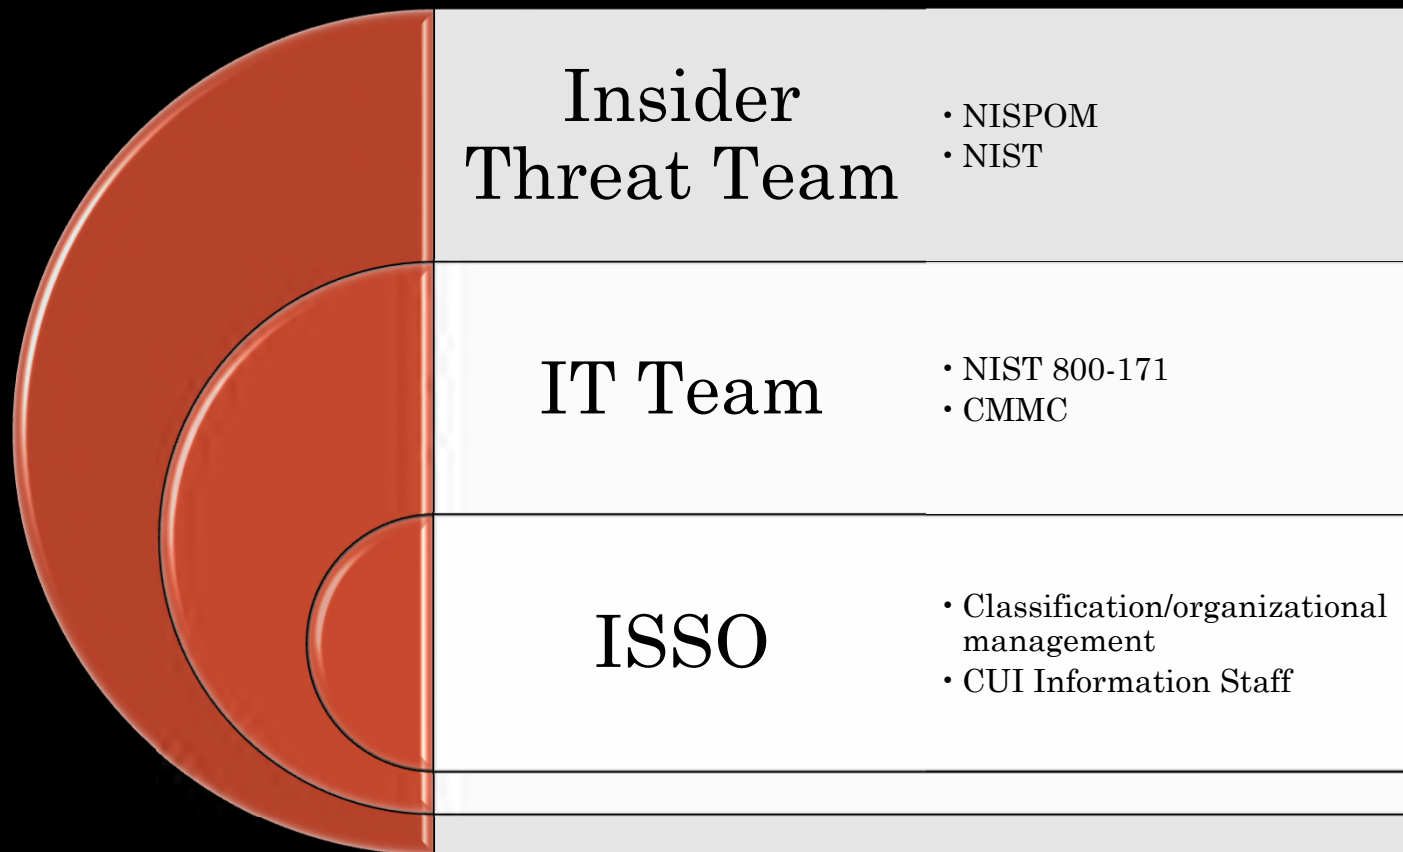 Insider
Threat Team
• NISPOM
• NIST
IT Team
• NIST 800-171
• CMMC
ISSO
• Classification/organizational
management
• CUI Information Staff